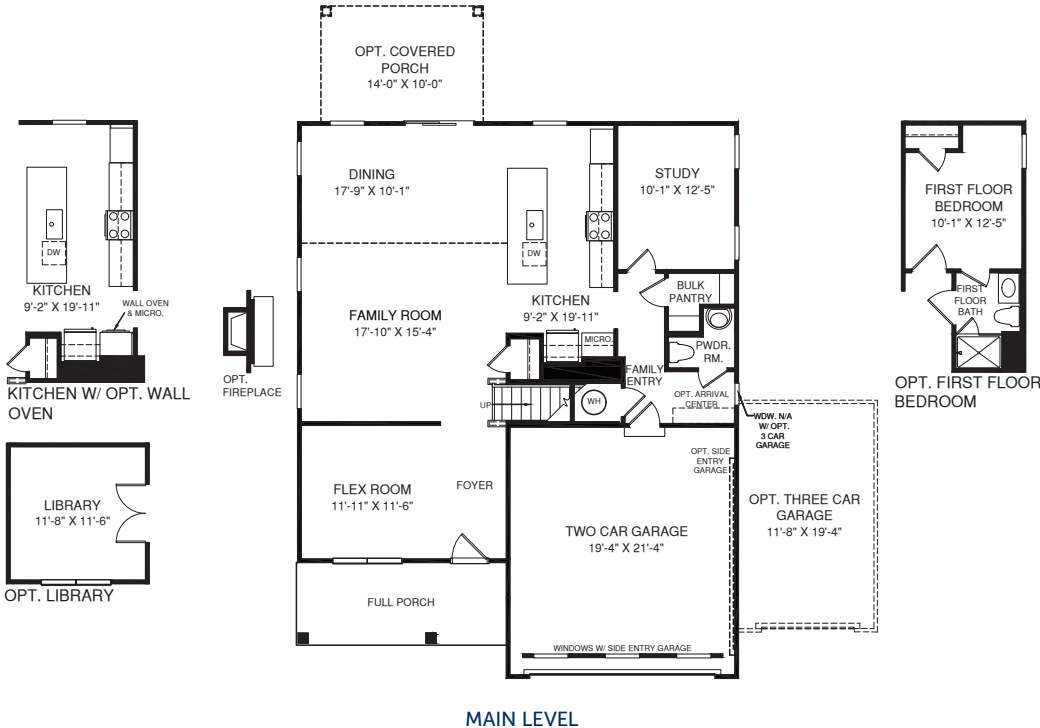 OPT. COVERED
PORCH
14'-0" X 10'-0"
DINING
17'-9" X 10'-1"
STUDY
10'-1" X 12'-5"
FIRST FLOOR
BEDROOM
10'-1" X 12'-5"
DW
DW
KITCHEN
9'-2" X 19'-11"
WALL OVEN
& MICRO.
KITCHEN W/ OPT. WALL
OVEN
OPT.
FIREPLACE
FAMILY ROOM
17'-10" X 15'-4"
KITCHEN
9'-2" X 19'-11"
MICRO.
BULK
PANTRY
PWDR.
RM.
FAMILY
ENTRY
OPT. ARRIVAL
CENTER
UP
WH
WDW. N/A
W/ OPT.
3 CAR
GARAGE
FIRST
FLOOR
BATH
OPT. FIRST FLOOR
BEDROOM
LIBRARY
11'-8" X 11'-6"
OPT. LIBRARY
FLEX ROOM
11'-11" X 11'-6"
FOYER
OPT. SIDE
ENTRY
GARAGE
TWO CAR GARAGE
19'-4" X 21'-4"
OPT. THREE CAR
GARAGE
11'-8" X 19'-4"
FULL PORCH
WINDOWS W/ SIDE ENTRY GARAGE
MAIN LEVEL